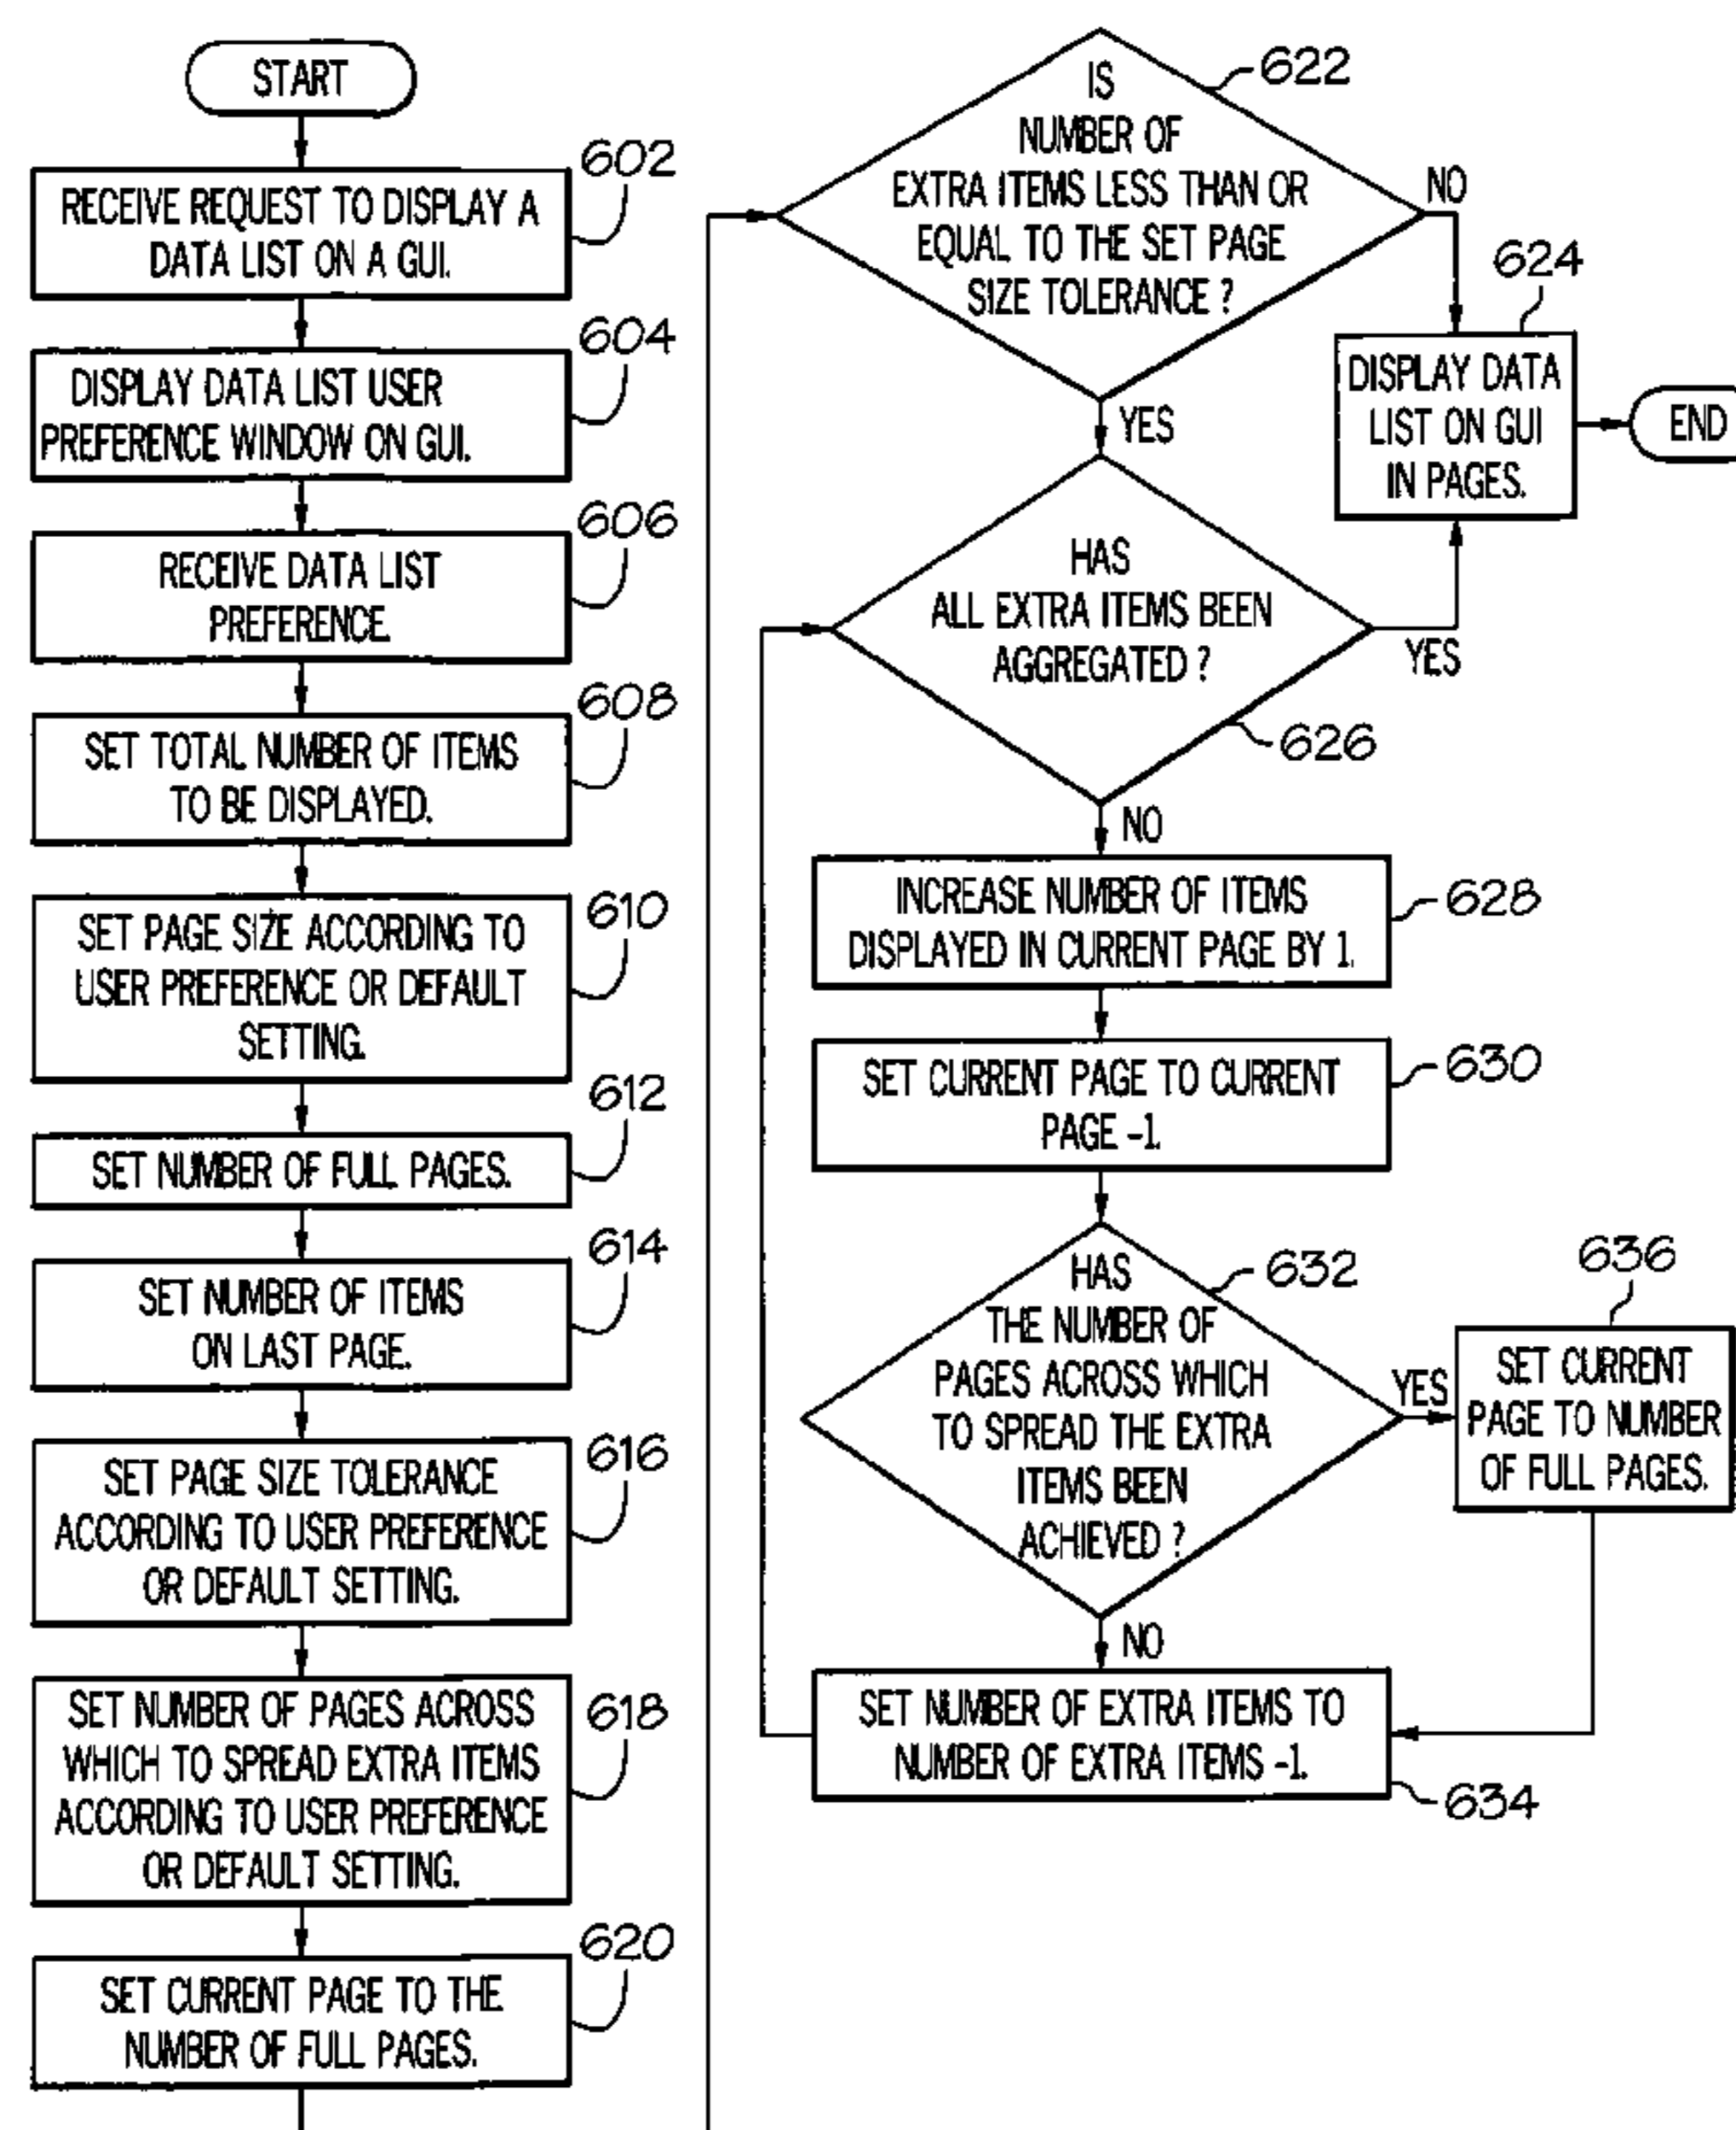 START
602
RECEIVE REQUEST TO DISPLAY A
DATA LIST ON A GUI.
604
DISPLAY DATA LIST USER
PREFERENCE WINDOW ON GUI.
606
RECEIVE DATA LIST
PREFERENCE.
608
SET TOTAL NUMBER OF ITEMS
TO BE DISPLAYED.
610
SET PAGE SIZE ACCORDING TO
USER PREFERENCE OR DEFAULT
SETTING.
612
SET NUMBER OF FULL PAGES.
614
SET NUMBER OF ITEMS
ON LAST PAGE.
616
SET PAGE SIZE TOLERANCE
ACCORDING TO USER PREFERENCE
OR DEFAULT SETTING.
618
SET NUMBER OF PAGES ACROSS
WHICH TO SPREAD EXTRA ITEMS
ACCORDING TO USER PREFERENCE
OR DEFAULT SETTING.
620
SET CURRENT PAGE TO THE
NUMBER OF FULL PAGES.
622
IS
NUMBER OF
EXTRA ITEMS LESS THAN OR
EQUAL TO THE SET PAGE
SIZE TOLERANCE ?
NO
YES
624
DISPLAY DATA
LIST ON GUI
IN PAGES.
END
HAS
ALL EXTRA ITEMS BEEN
AGGREGATED ?
YES
626
NO
INCREASE NUMBER OF ITEMS
DISPLAYED IN CURRENT PAGE BY 1.
628
SET CURRENT PAGE TO CURRENT
PAGE -1.
630
HAS
THE NUMBER OF
PAGES ACROSS WHICH
TO SPREAD THE EXTRA
ITEMS BEEN
ACHIEVED ?
632
YES
636
SET CURRENT
PAGE TO NUMBER
OF FULL PAGES.
NO
SET NUMBER OF EXTRA ITEMS TO
NUMBER OF EXTRA ITEMS -1.
634